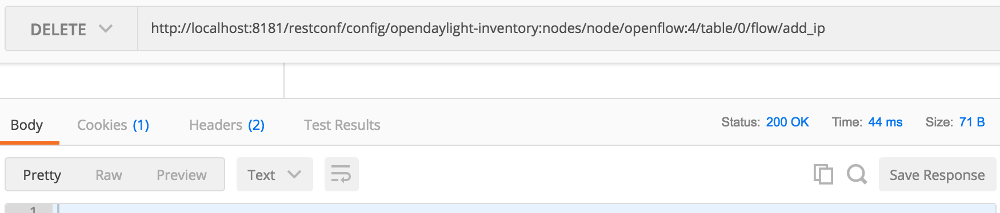 DELETE http://localhost:8181/restconf/config/opendaylight-inventory:nodes/node/openflow:4/table/0/flow/add_ip
Body Cookies (1) Headers (2) Test Results Status: 200 OK Time: 44 ms Size: 71 B
Pretty Raw Preview Text Save Response
1